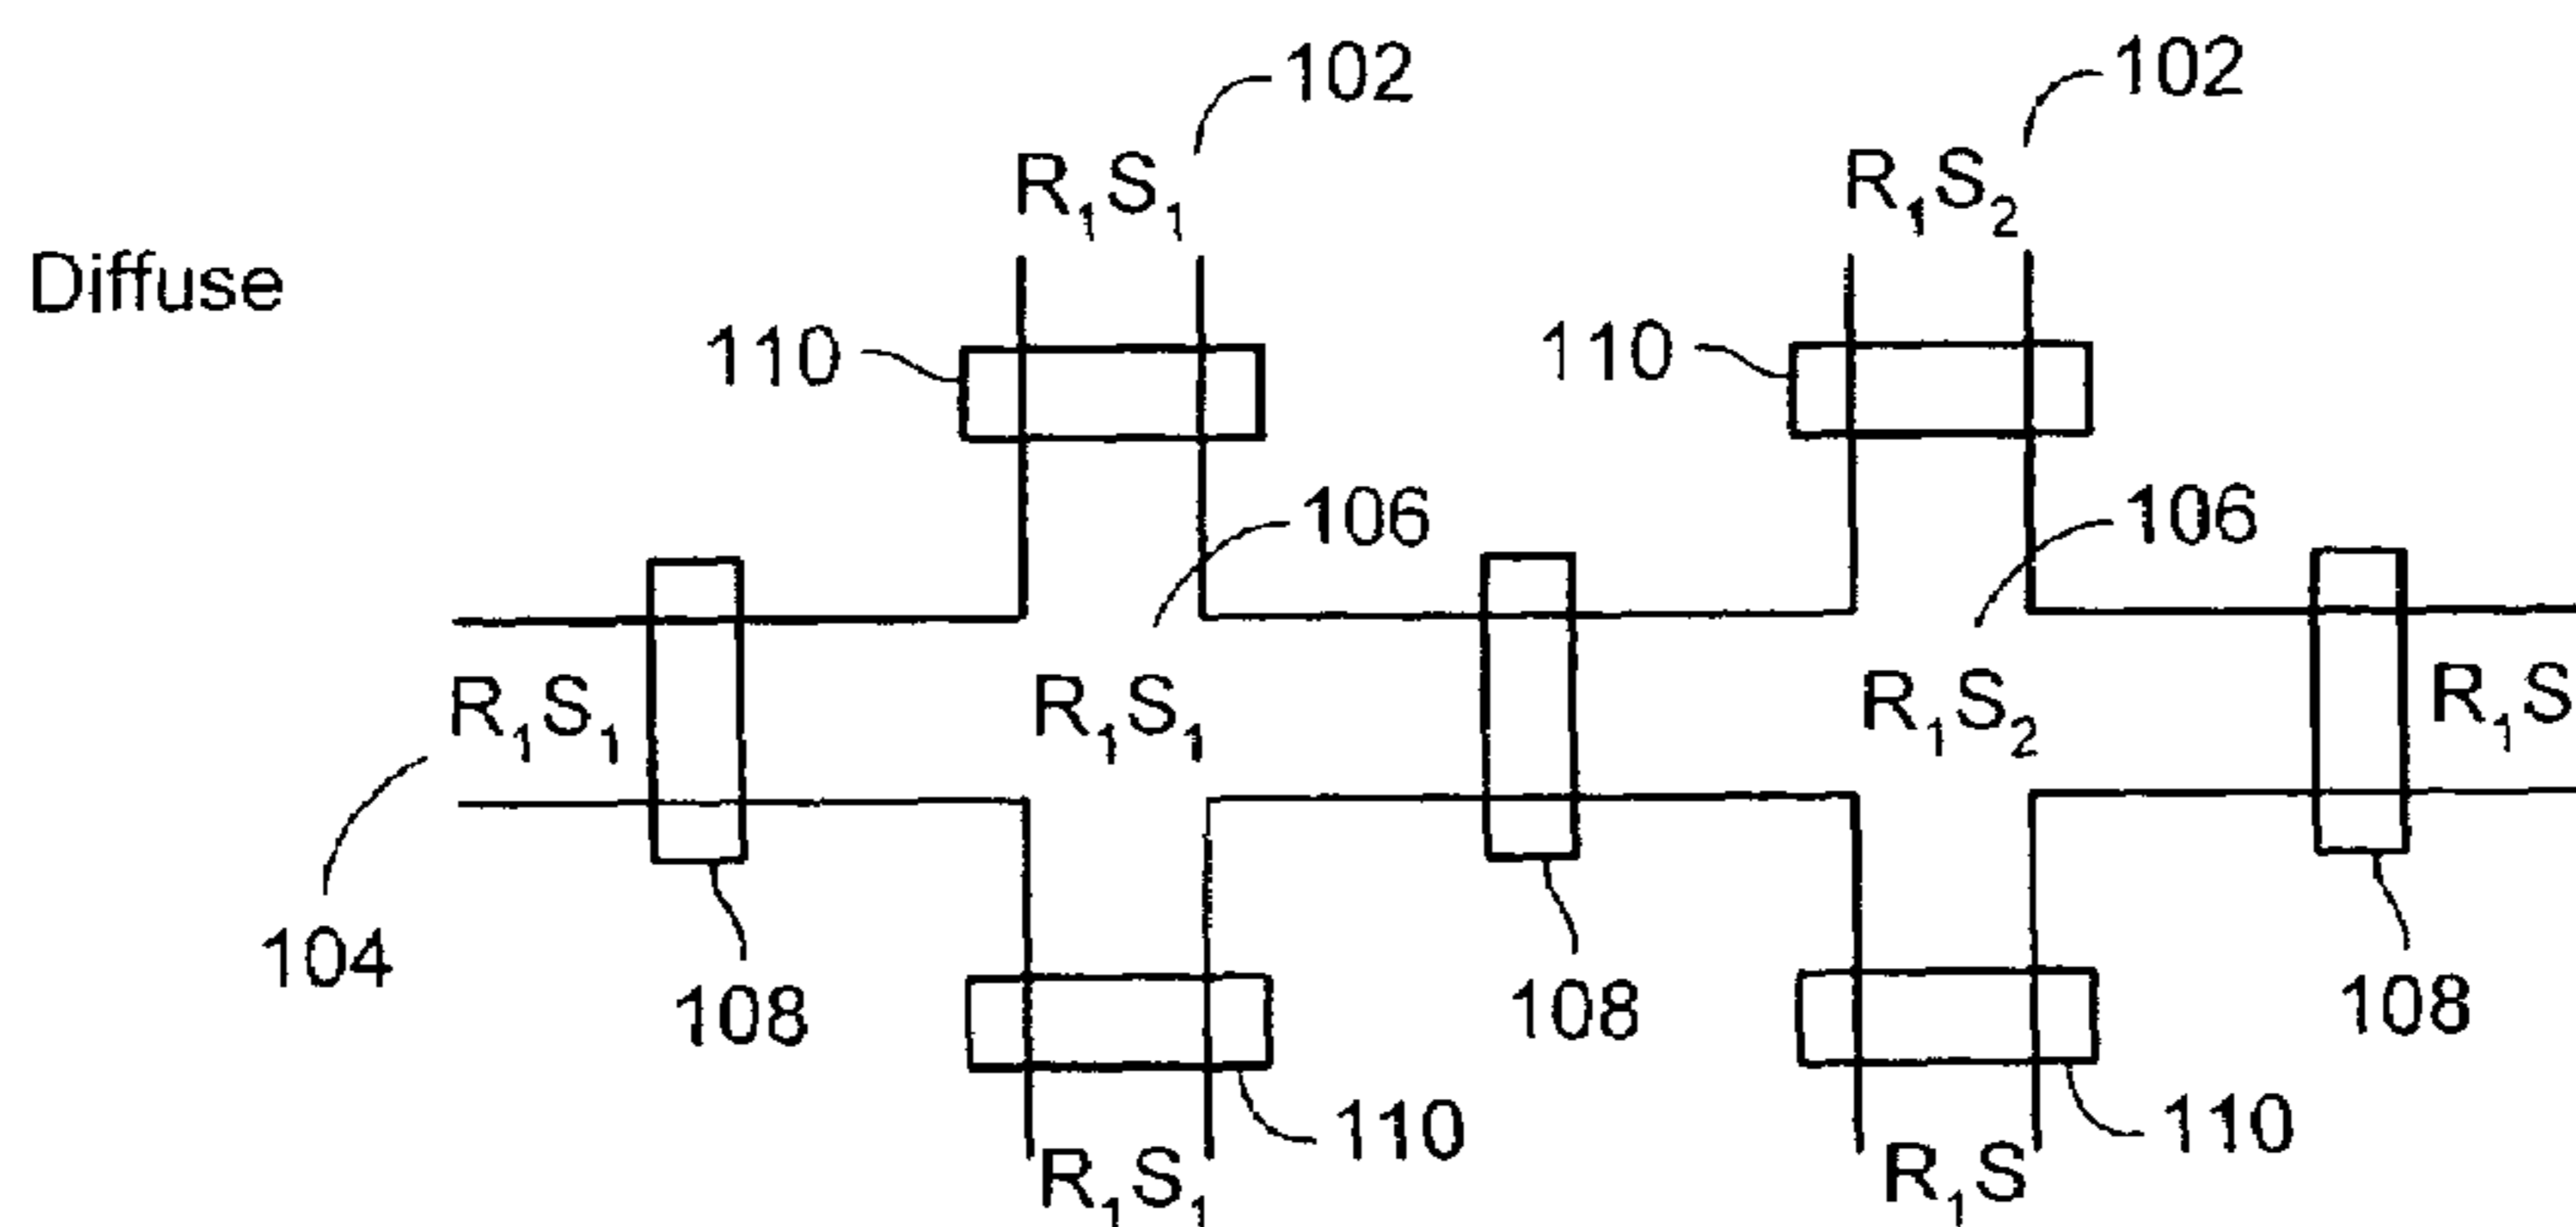 102 102
R₁S₁ R₁S₂
Diffuse
110 110
106 106
R₁S₁ R₁S₁ R₁S₂ R₁S
104
108 108 108
110 110
R₁S₁ R₁S